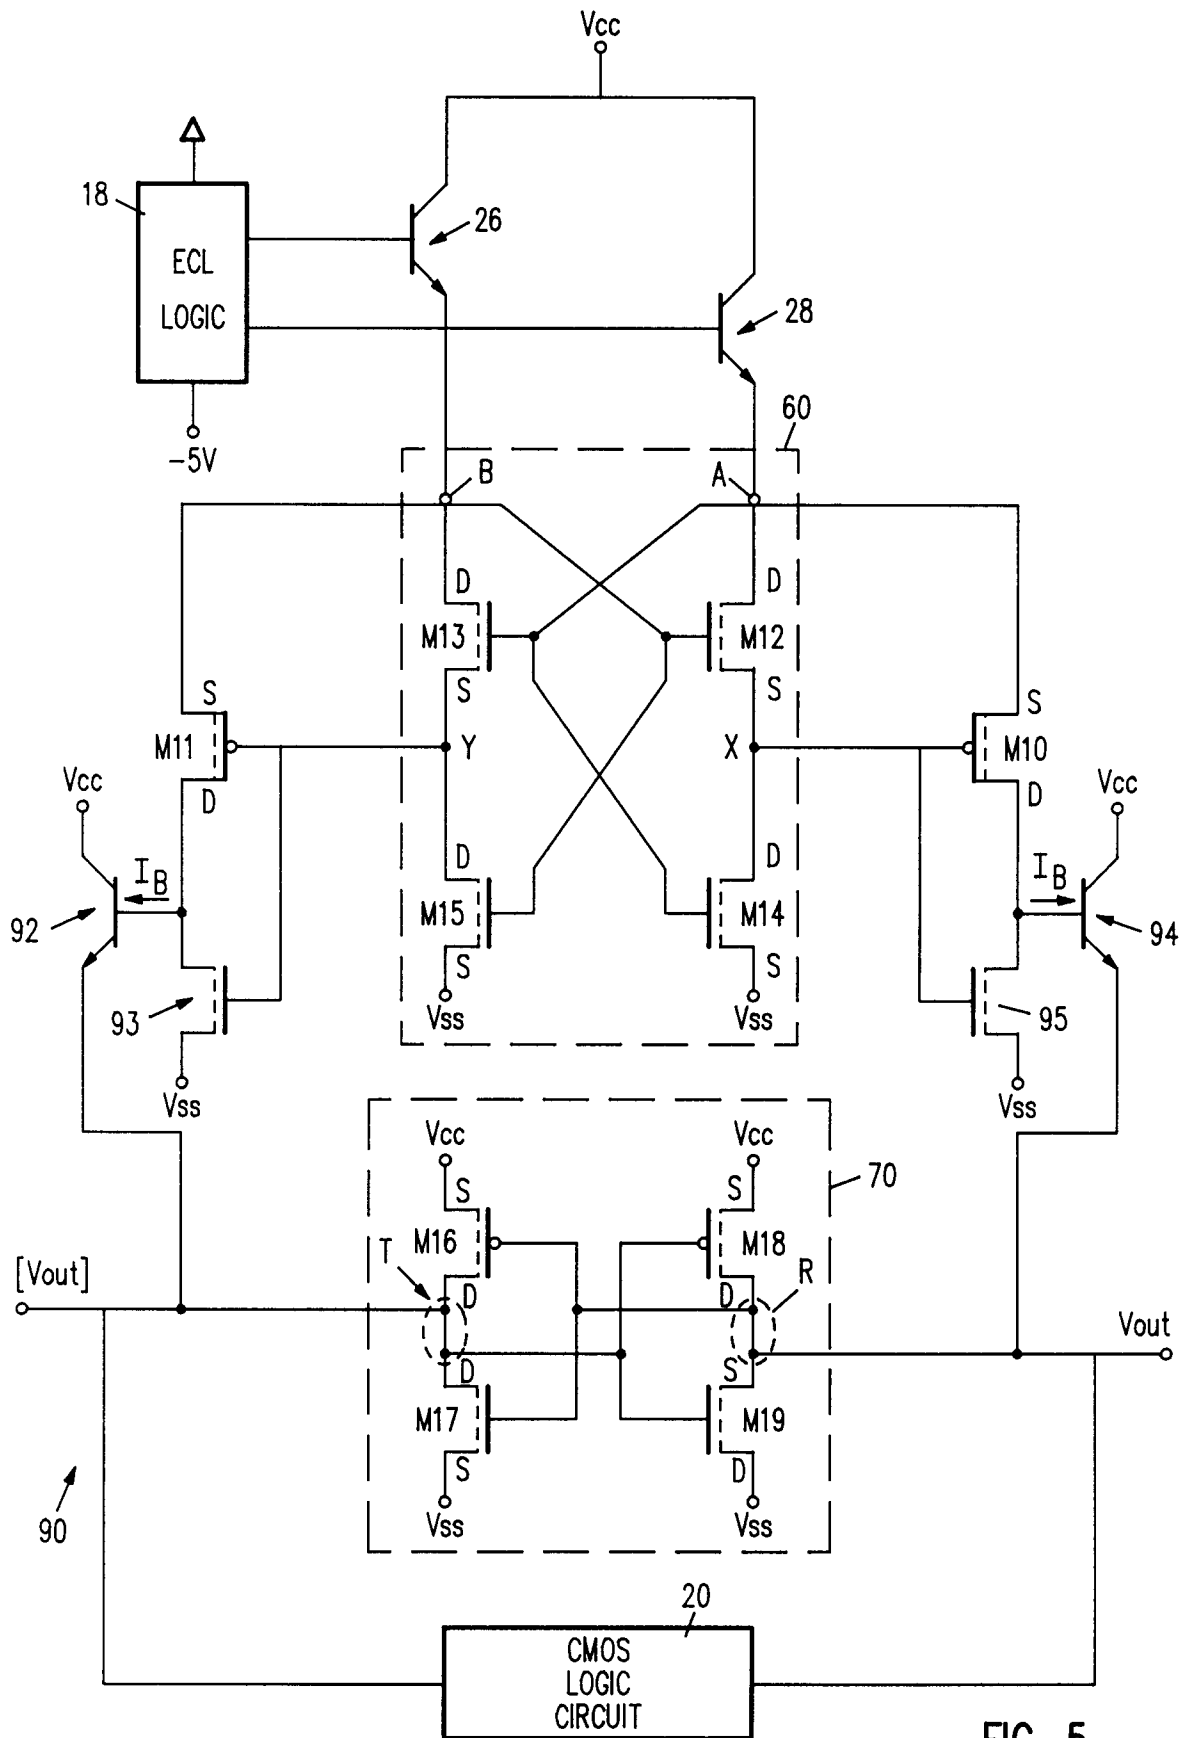 Vcc
18
ECL
LOGIC
26
28
-5V
60
B
A
D
D
M13
M12
S
S
S
S
M11
Y
X
M10
D
D
Vcc
Vcc
D
D
IB
IB
M15
M14
92
94
S
S
93
Vss
Vss
95
Vss
Vss
Vcc
Vcc
70
S
S
M16
M18
T
R
[Vout]
D
D
Vout
D
S
M17
M19
S
D
90
Vss
Vss
20
CMOS
LOGIC
CIRCUIT
FIG. 5